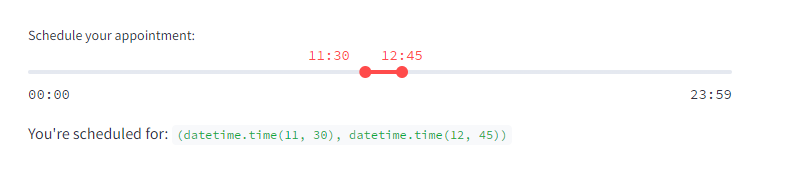 Schedule your appointment:
11:30 12:45
00:00 23:59
You're scheduled for: (datetime.time(11, 30), datetime.time(12, 45))